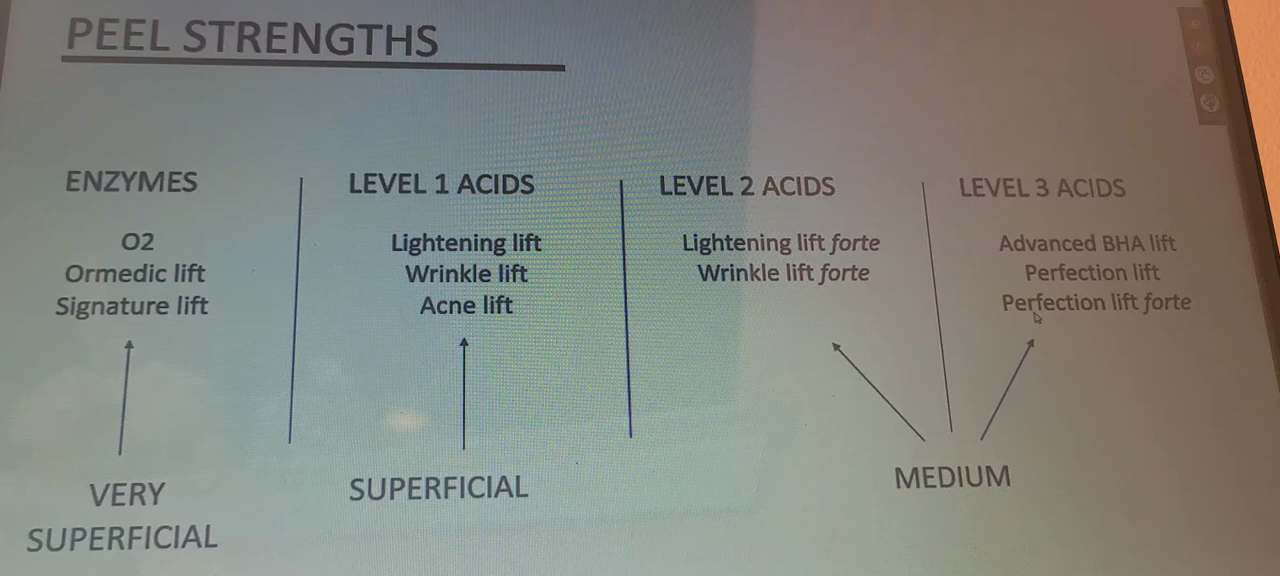 PEEL STRENGTHS
ENZYMES
O2
Ormedic lift
Signature lift
VERY
SUPERFICIAL
LEVEL 1 ACIDS
Lightening lift
Wrinkle lift
Acne lift
SUPERFICIAL
LEVEL 2 ACIDS
Lightening lift forte
Wrinkle lift forte
LEVEL 3 ACIDS
Advanced BHA lift
Perfection lift
Perfection lift forte
MEDIUM